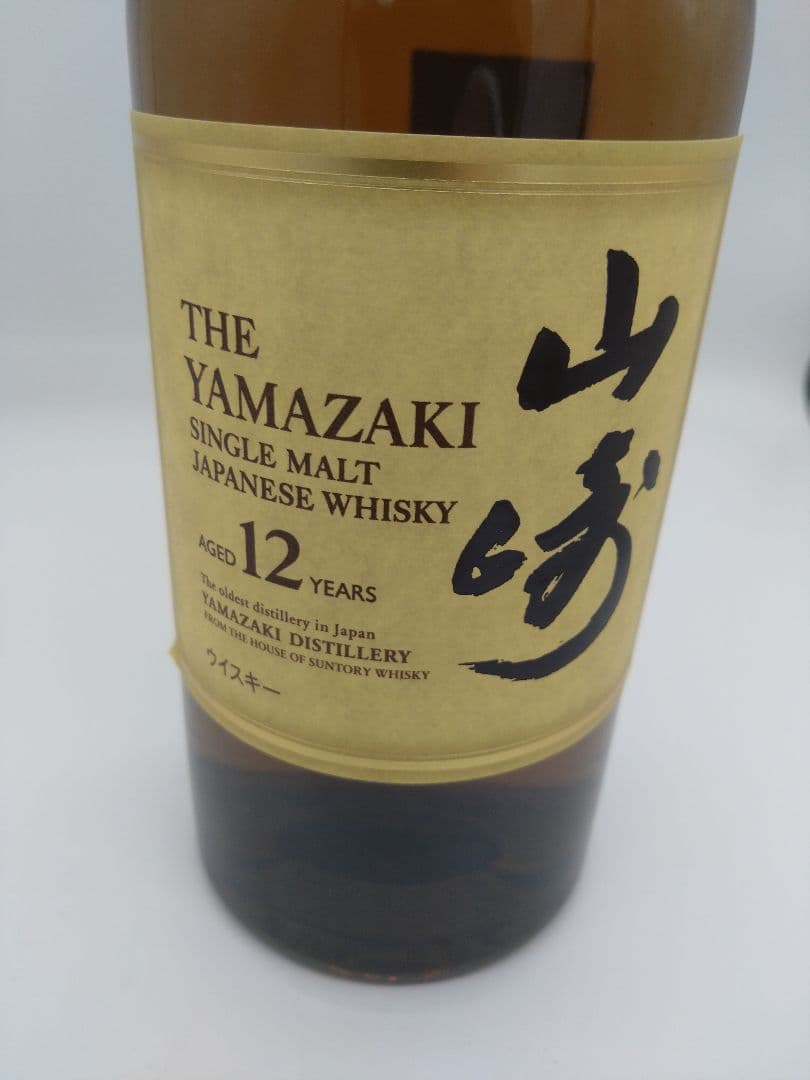 THE
YAMAZAKI
SINGLE MALT
JAPANESE WHISKY
AGED 12 YEARS
The oldest distillery in Japan
YAMAZAKI DISTILLERY
FROM THE HOUSE OF SUNTORY WHISKY
ウイスキー
山崎